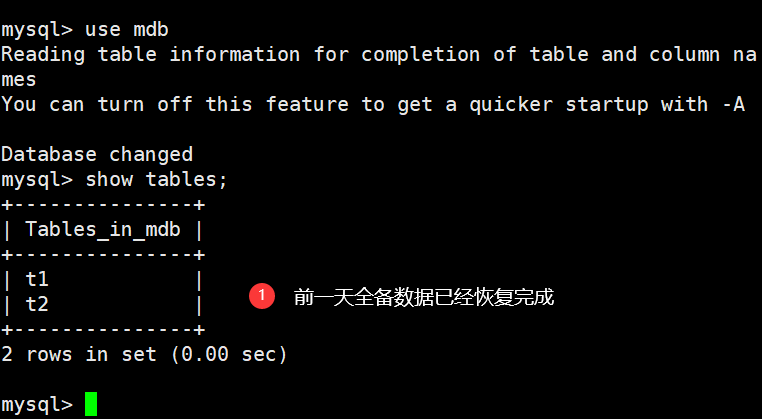 mysql> use mdb
Reading table information for completion of table and column na
mes
You can turn off this feature to get a quicker startup with -A
Database changed
mysql> show tables;
+---------------+
| Tables_in_mdb |
+---------------+
| t1            |
| t2            |
1 前一天全备数据已经恢复完成
+---------------+
2 rows in set (0.00 sec)
mysql>